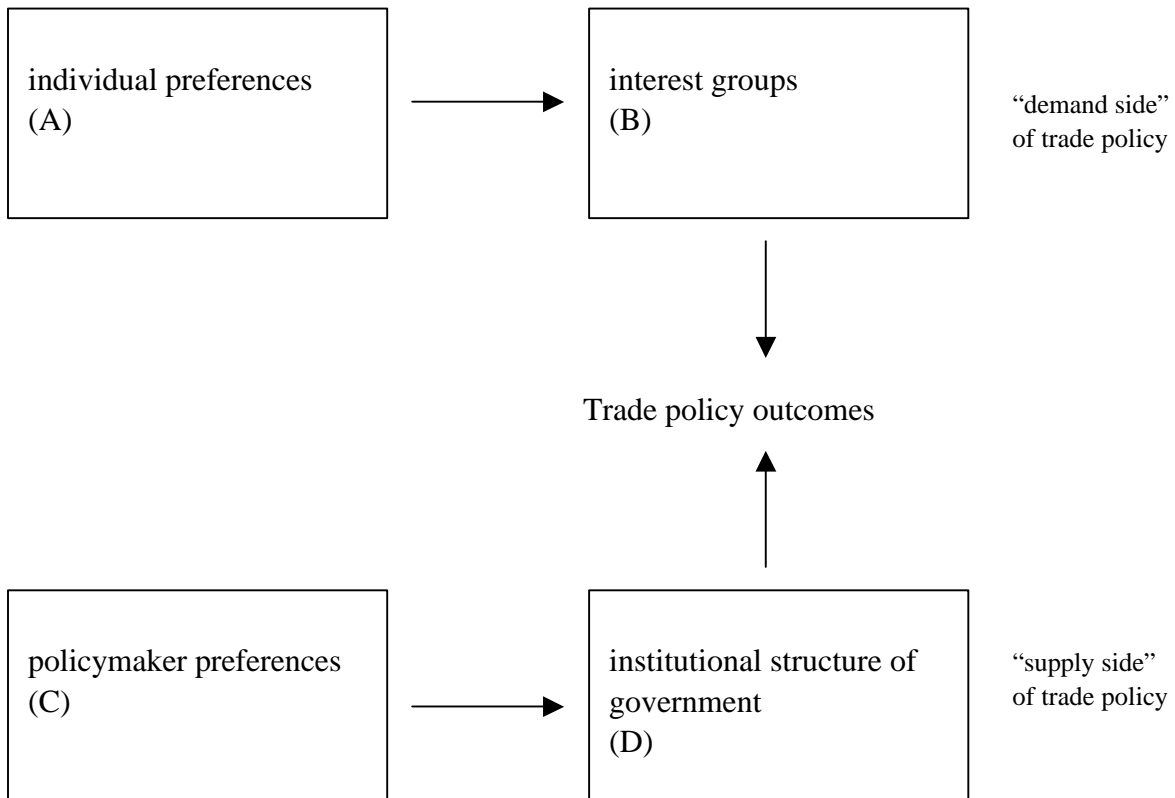 individual preferences
(A)
interest groups
(B)
“demand side”
of trade policy
Trade policy outcomes
policymaker preferences
(C)
institutional structure of
government
(D)
“supply side”
of trade policy